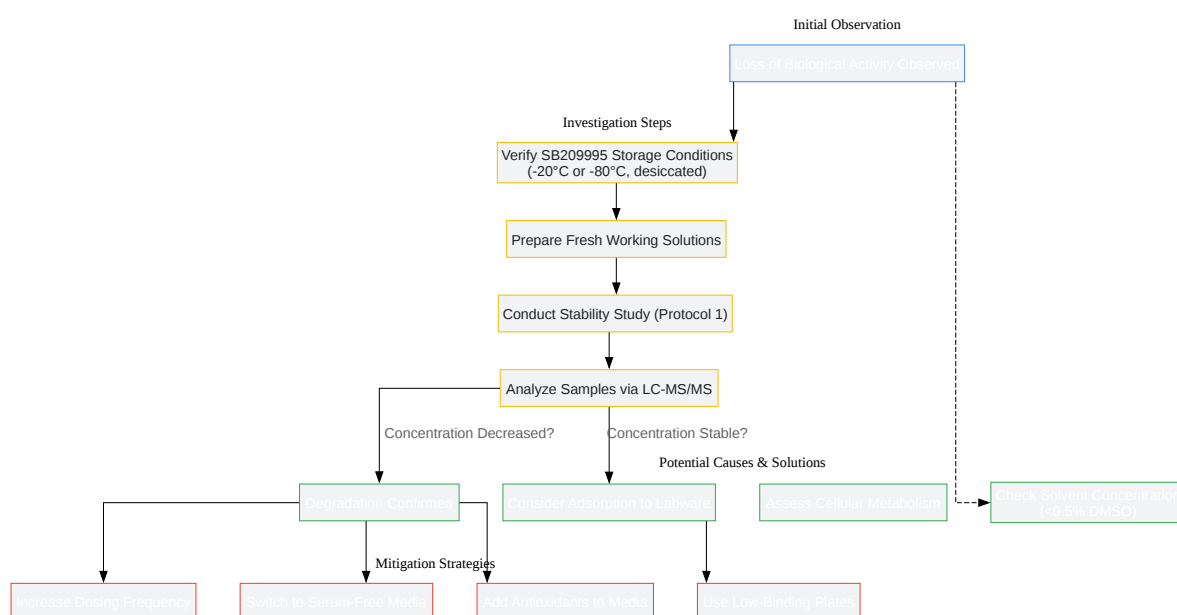 Initial Observation
Loss of Biological Activity Observed
Investigation Steps
Verify SB209995 Storage Conditions
(-20°C or -80°C, desiccated)
Prepare Fresh Working Solutions
Conduct Stability Study (Protocol 1)
Analyze Samples via LC-MS/MS
Concentration Decreased?
Concentration Stable?
Potential Causes & Solutions
Degradation Confirmed
Consider Adsorption to Labware
Assess Cellular Metabolism
Check Solvent Concentration
(<0.5% DMSO)
Mitigation Strategies
Increase Dosing Frequency
Switch to Serum-Free Media
Add Antioxidants to Media
Use Low-Binding Plates